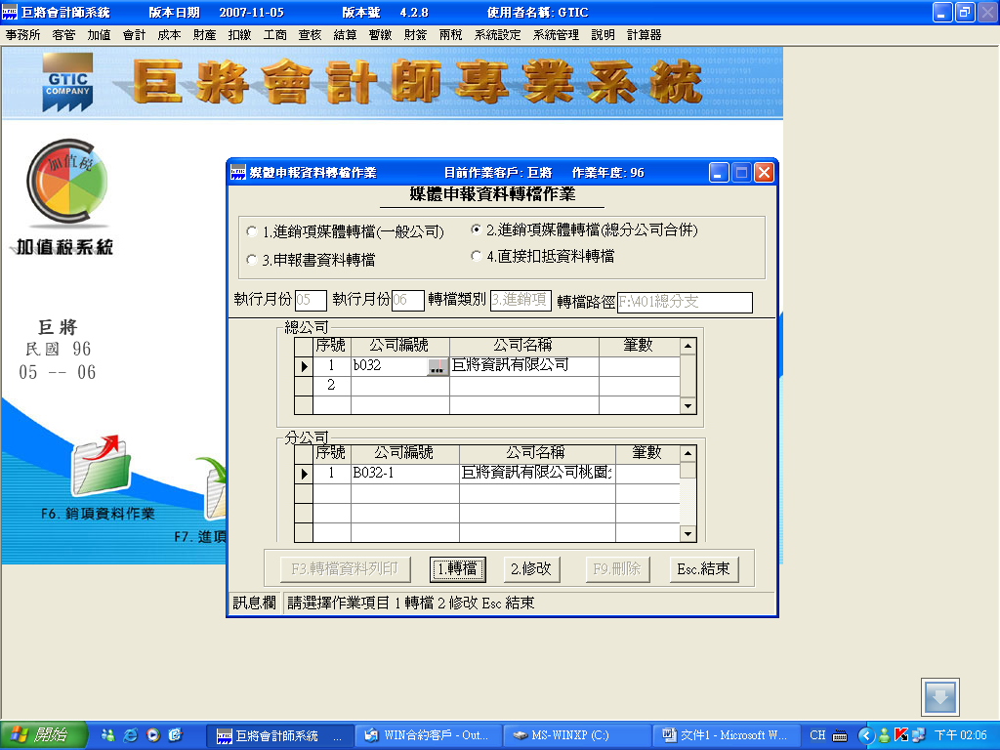 巨將會計師系統 版本日期 2007-11-05 版本號 4.2.8 使用者名稱: GTIC
事務所 客管 加值 會計 成本 財產 扣繳 工商 查核 結算 暫繳 財簽 兩稅 系統設定 系統管理 說明 計算器
GTIC
COMPANY
巨將會計師專業系統
加值稅
加值稅系統
巨將
民國 96
05 -- 06
F6. 銷項資料作業
F7. 進項
媒體申報資料轉檔作業 目前作業客戶: 巨將 作業年度: 96
媒體申報資料轉檔作業
1.進銷項媒體轉檔(一般公司) 2.進銷項媒體轉檔(總分公司合併)
3.申報書資料轉檔 4.直接扣抵資料轉檔
執行月份 05 執行月份 06 轉檔類別 3.進銷項 轉檔路徑 F:\401總分支
總公司
序號 公司編號 公司名稱 筆數
1 b032 ... 巨將資訊有限公司
2
分公司
序號 公司編號 公司名稱 筆數
1 B032-1 巨將資訊有限公司桃園
F3.轉檔資料列印 1.轉檔 2.修改 F9.刪除 Esc.結束
訊息欄 請選擇作業項目 1 轉檔 2 修改 Esc 結束
開始 巨將會計師系統 ... WIN合約客戶 - Out... MS-WINXP (C:) 文件1 - Microsoft W... CH 下午 02:06